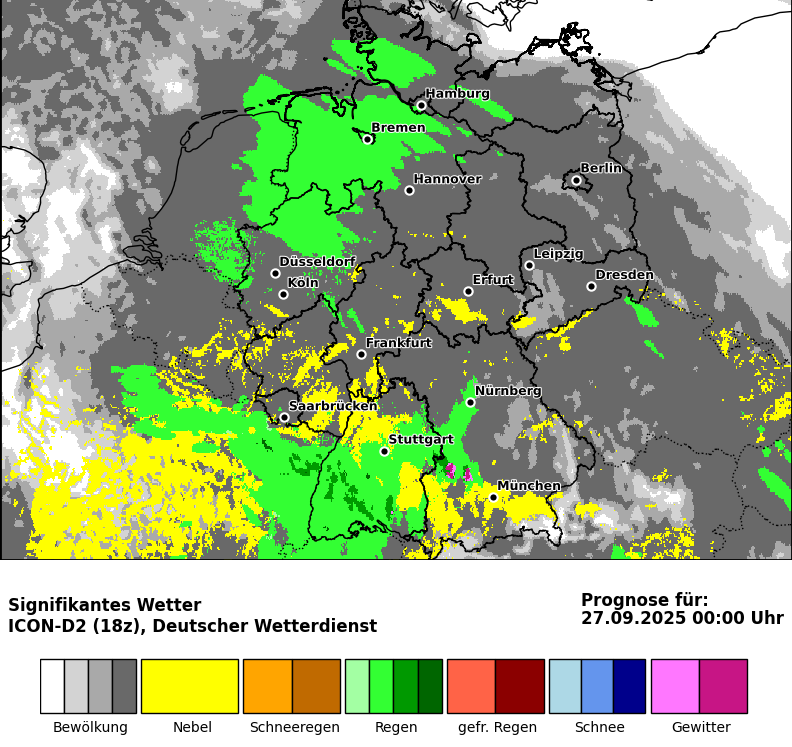 Hamburg
Bremen
Berlin
Hannover
Leipzig
Düsseldorf
Erfurt
Dresden
Köln
Frankfurt
Nürnberg
Saarbrücken
Stuttgart
München
Signifikantes Wetter
ICON-D2 (18z), Deutscher Wetterdienst
Prognose für:
27.09.2025 00:00 Uhr
Bewölkung Nebel Schneeregen Regen gefr. Regen Schnee Gewitter